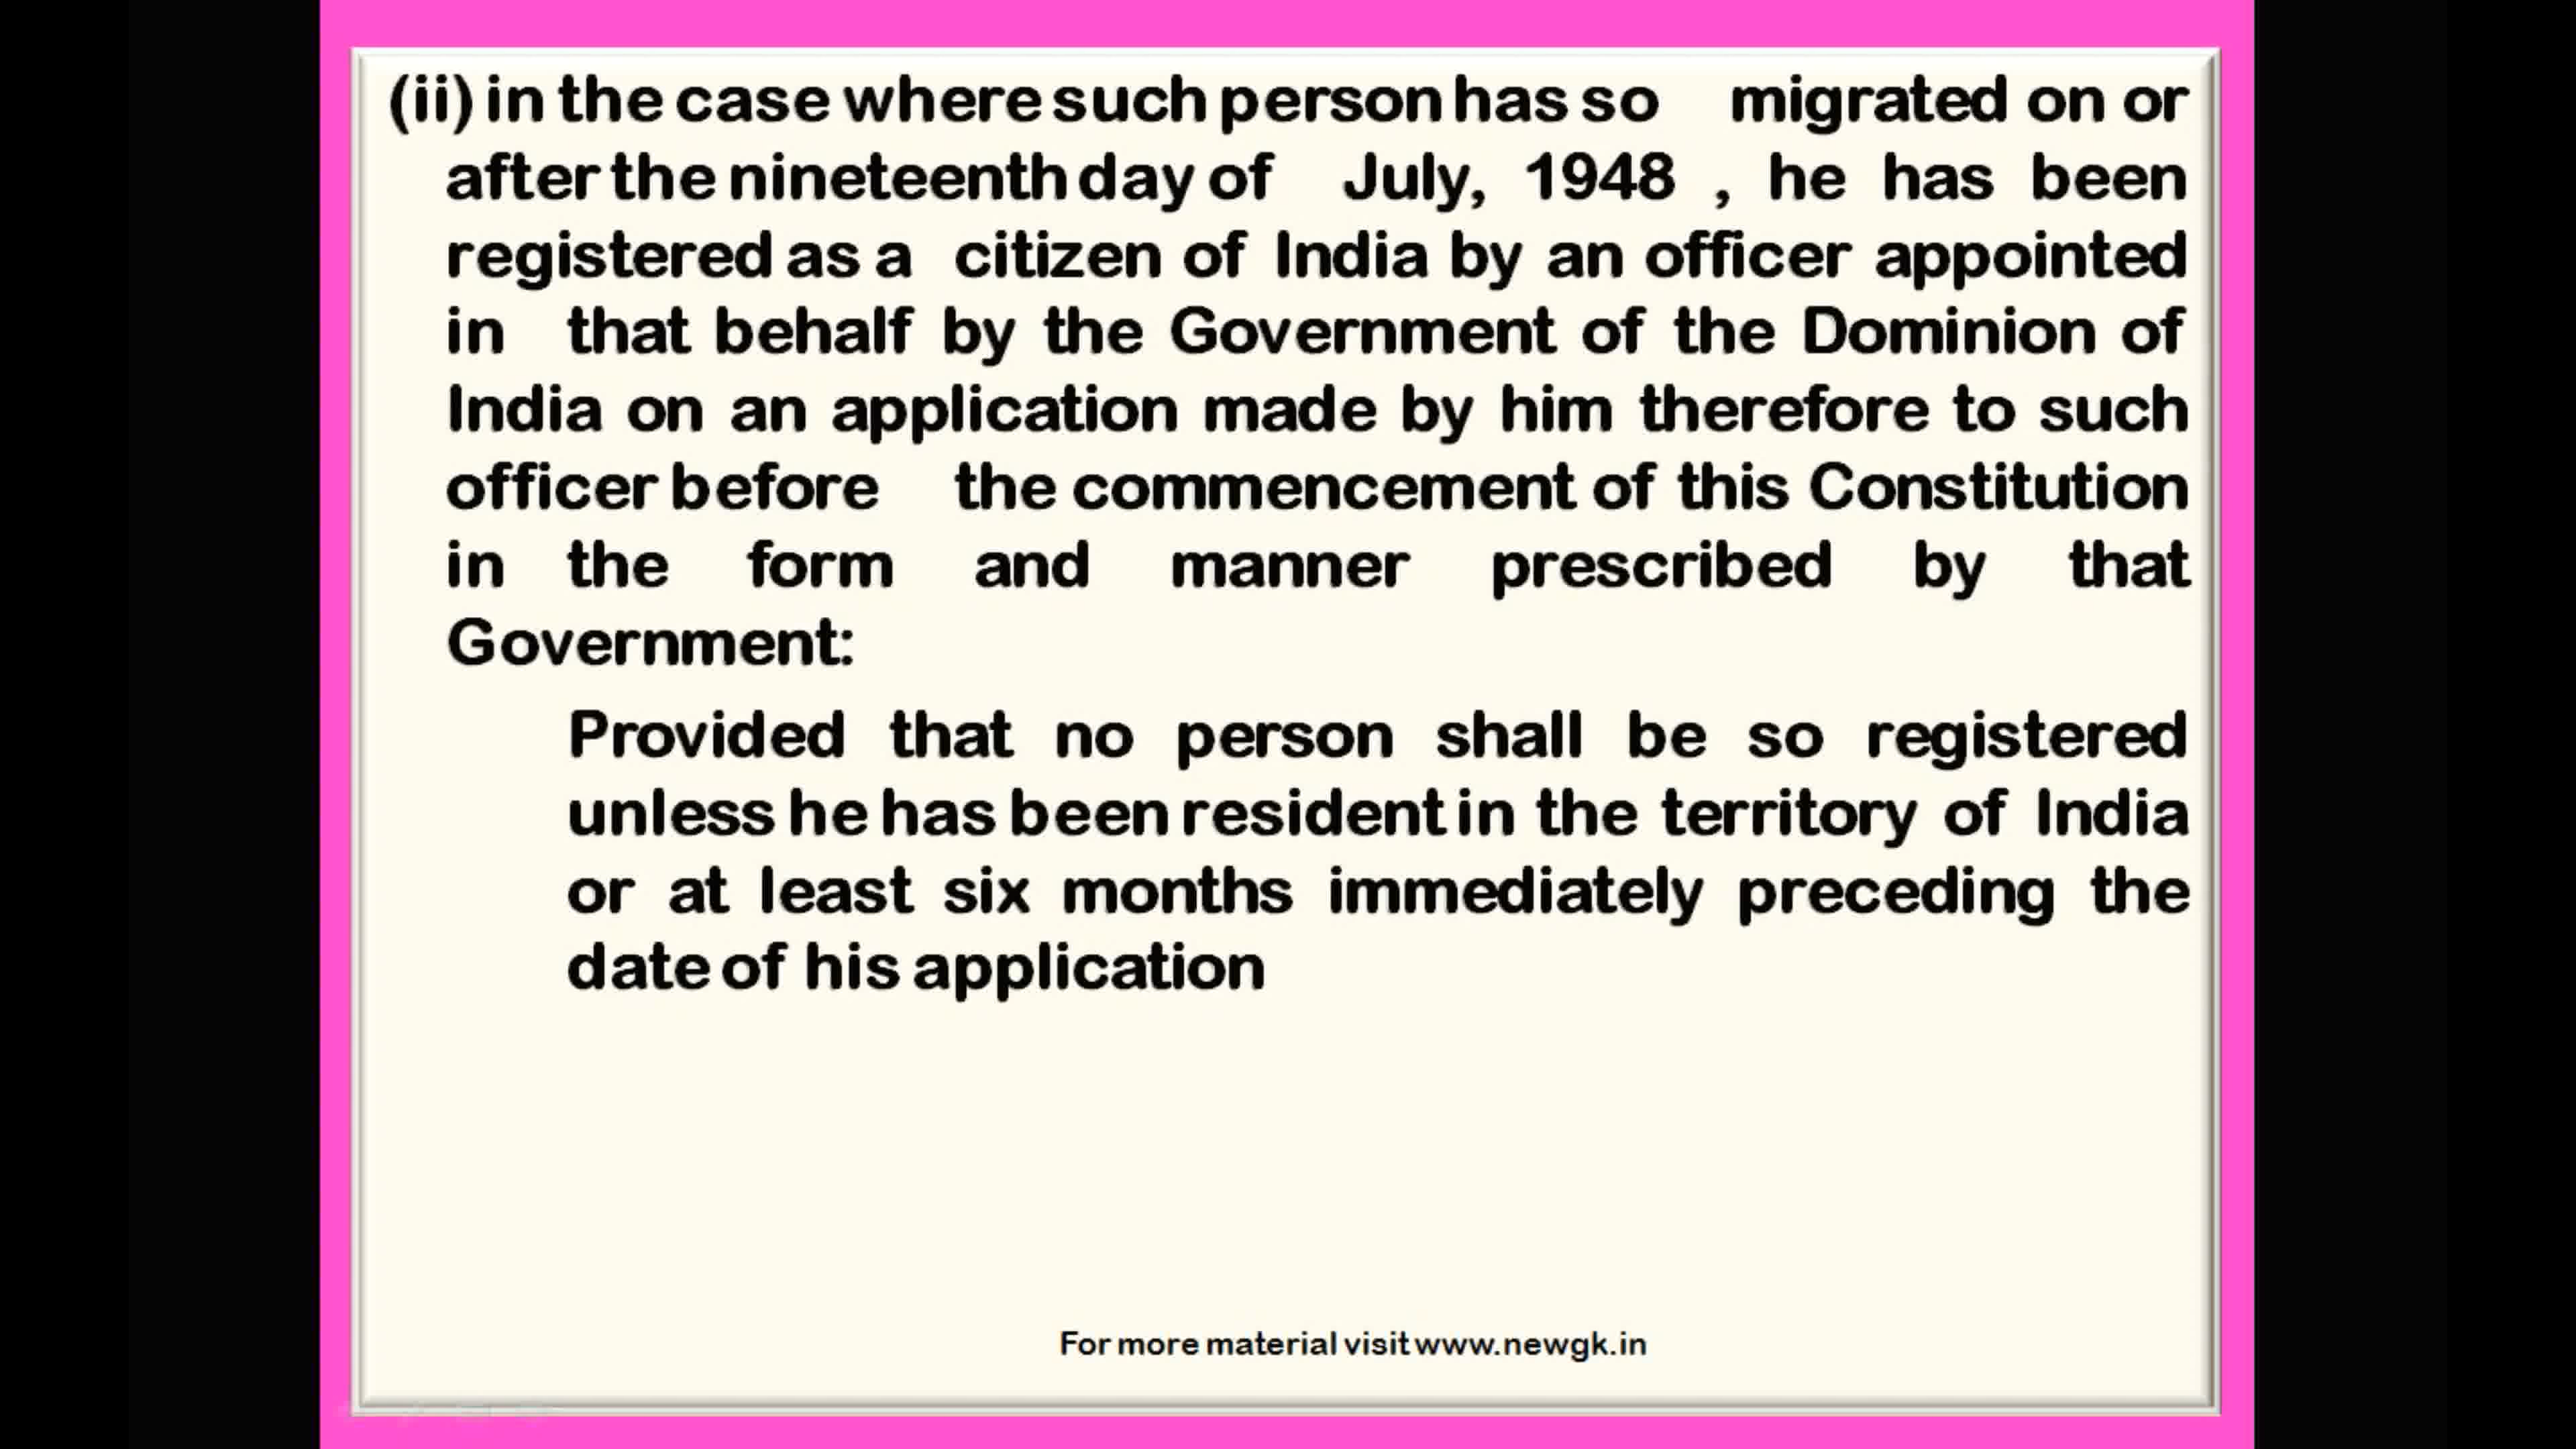 (ii) in the case where such person has so migrated on or
after the nineteenth day of July, 1948 , he has been
registered as a citizen of India by an officer appointed
in that behalf by the Government of the Dominion of
India on an application made by him therefore to such
officer before the commencement of this Constitution
in the form and manner prescribed by that
Government:
Provided that no person shall be so registered
unless he has been resident in the territory of India
or at least six months immediately preceding the
date of his application
For more material visit www.newgk.in